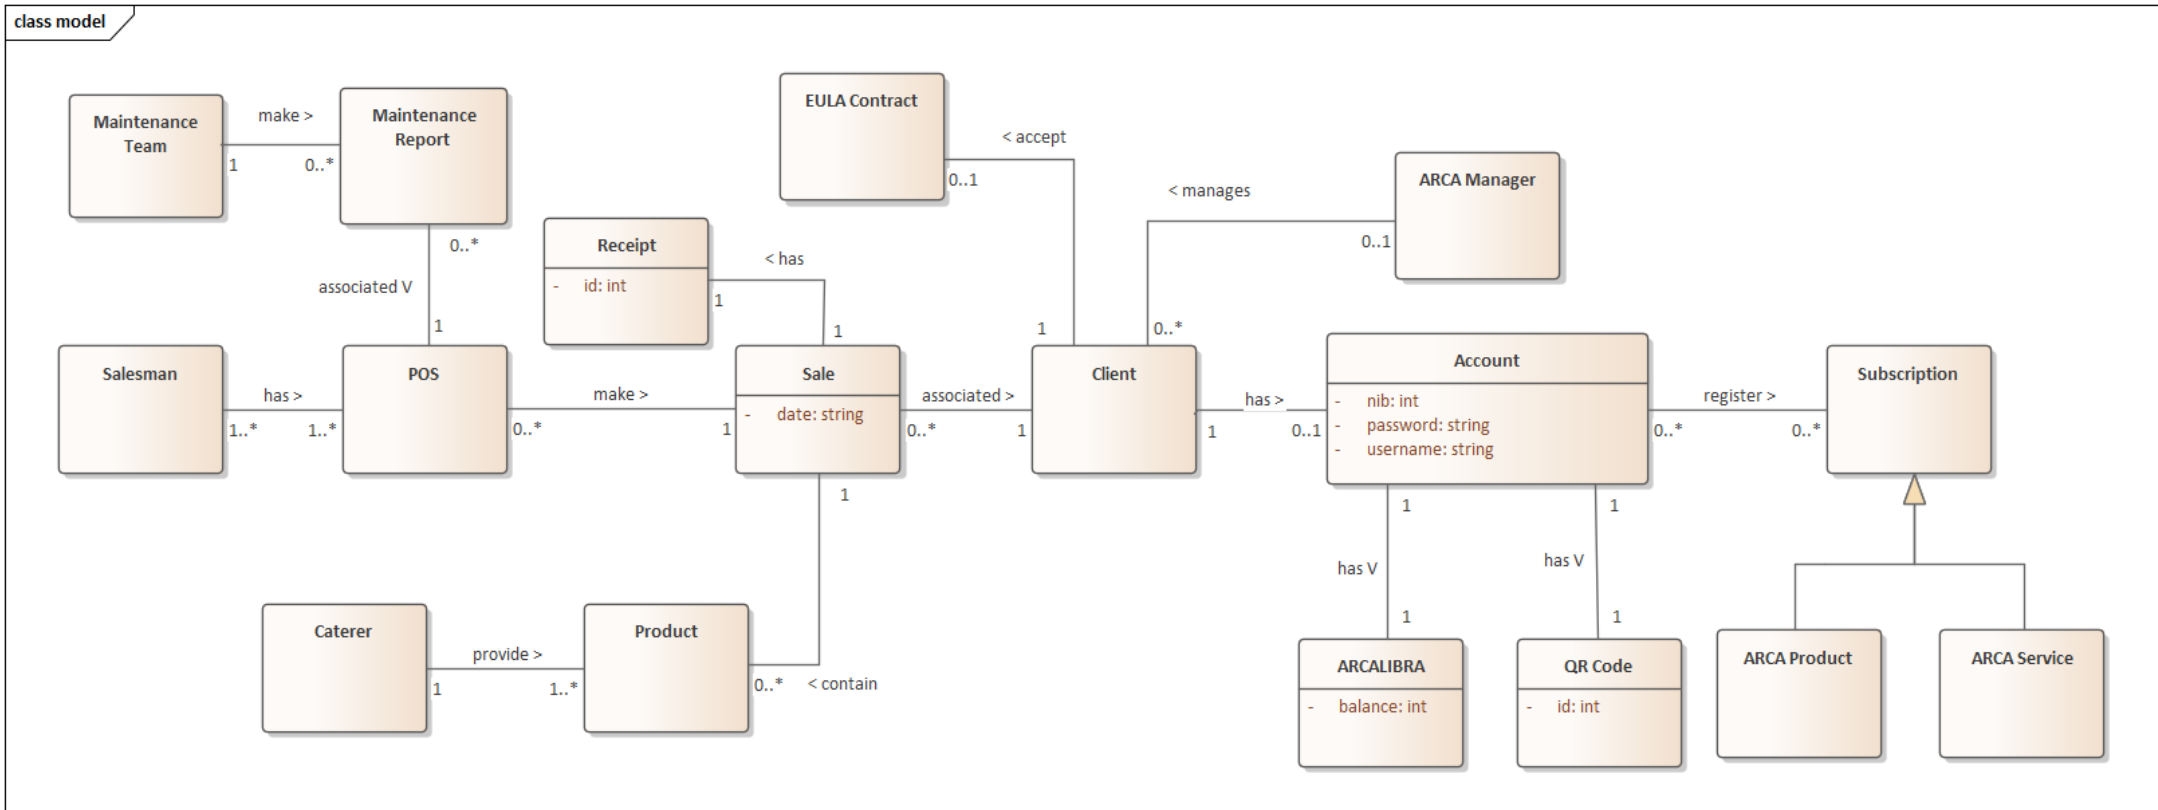 class model
Maintenance
Team
make >
1
0..*
Maintenance
Report
0..*
associated V
1
EULA Contract
< accept
0..1
1
ARCA Manager
< manages
0..1
0..*
Receipt
- id: int
< has
1
1
Salesman
has >
1..*
1..*
POS
make >
0..*
1
Sale
- date: string
associated >
0..*
1
Client
has >
1
0..1
Account
- nib: int
- password: string
- username: string
register >
0..*
0..*
Subscription
1
1
1
has V
has V
1
1
Caterer
provide >
1
1..*
Product
0..*
< contain
ARCALIBRA
- balance: int
QR Code
- id: int
ARCA Product
ARCA Service